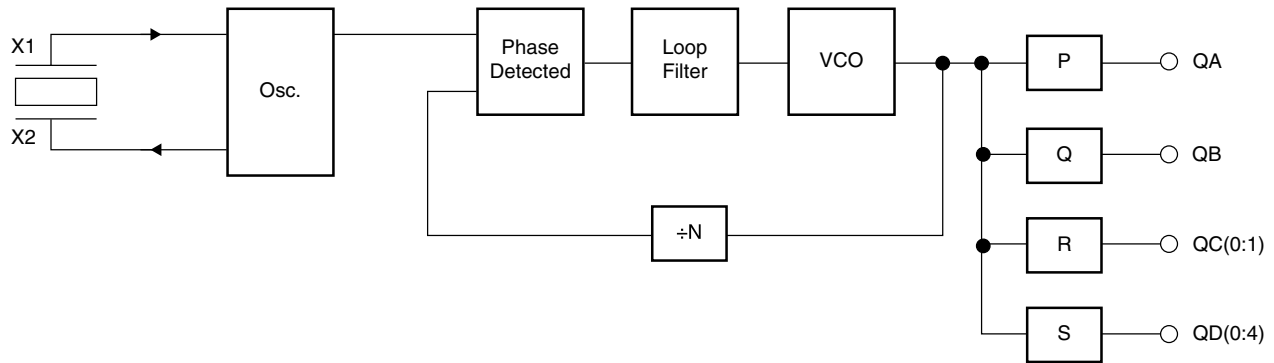 X1
X2
Osc.
Phase
Detected
Loop
Filter
VCO
÷N
P
QA
Q
QB
R
QC(0:1)
S
QD(0:4)